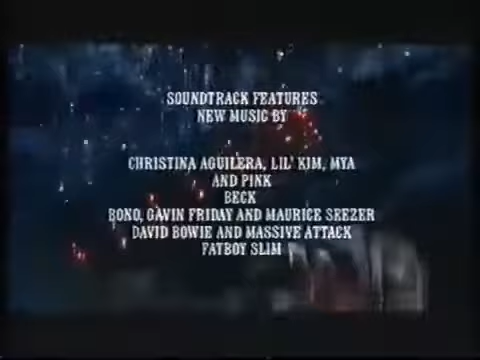 SOUNDTRACK FEATURES
NEW MUSIC BY
CHRISTINA AGUILERA, LIL' KIM, MYA
AND PINK
BECK
BONO, GAVIN FRIDAY AND MAURICE SEEZER
DAVID BOWIE AND MASSIVE ATTACK
FATBOY SLIM